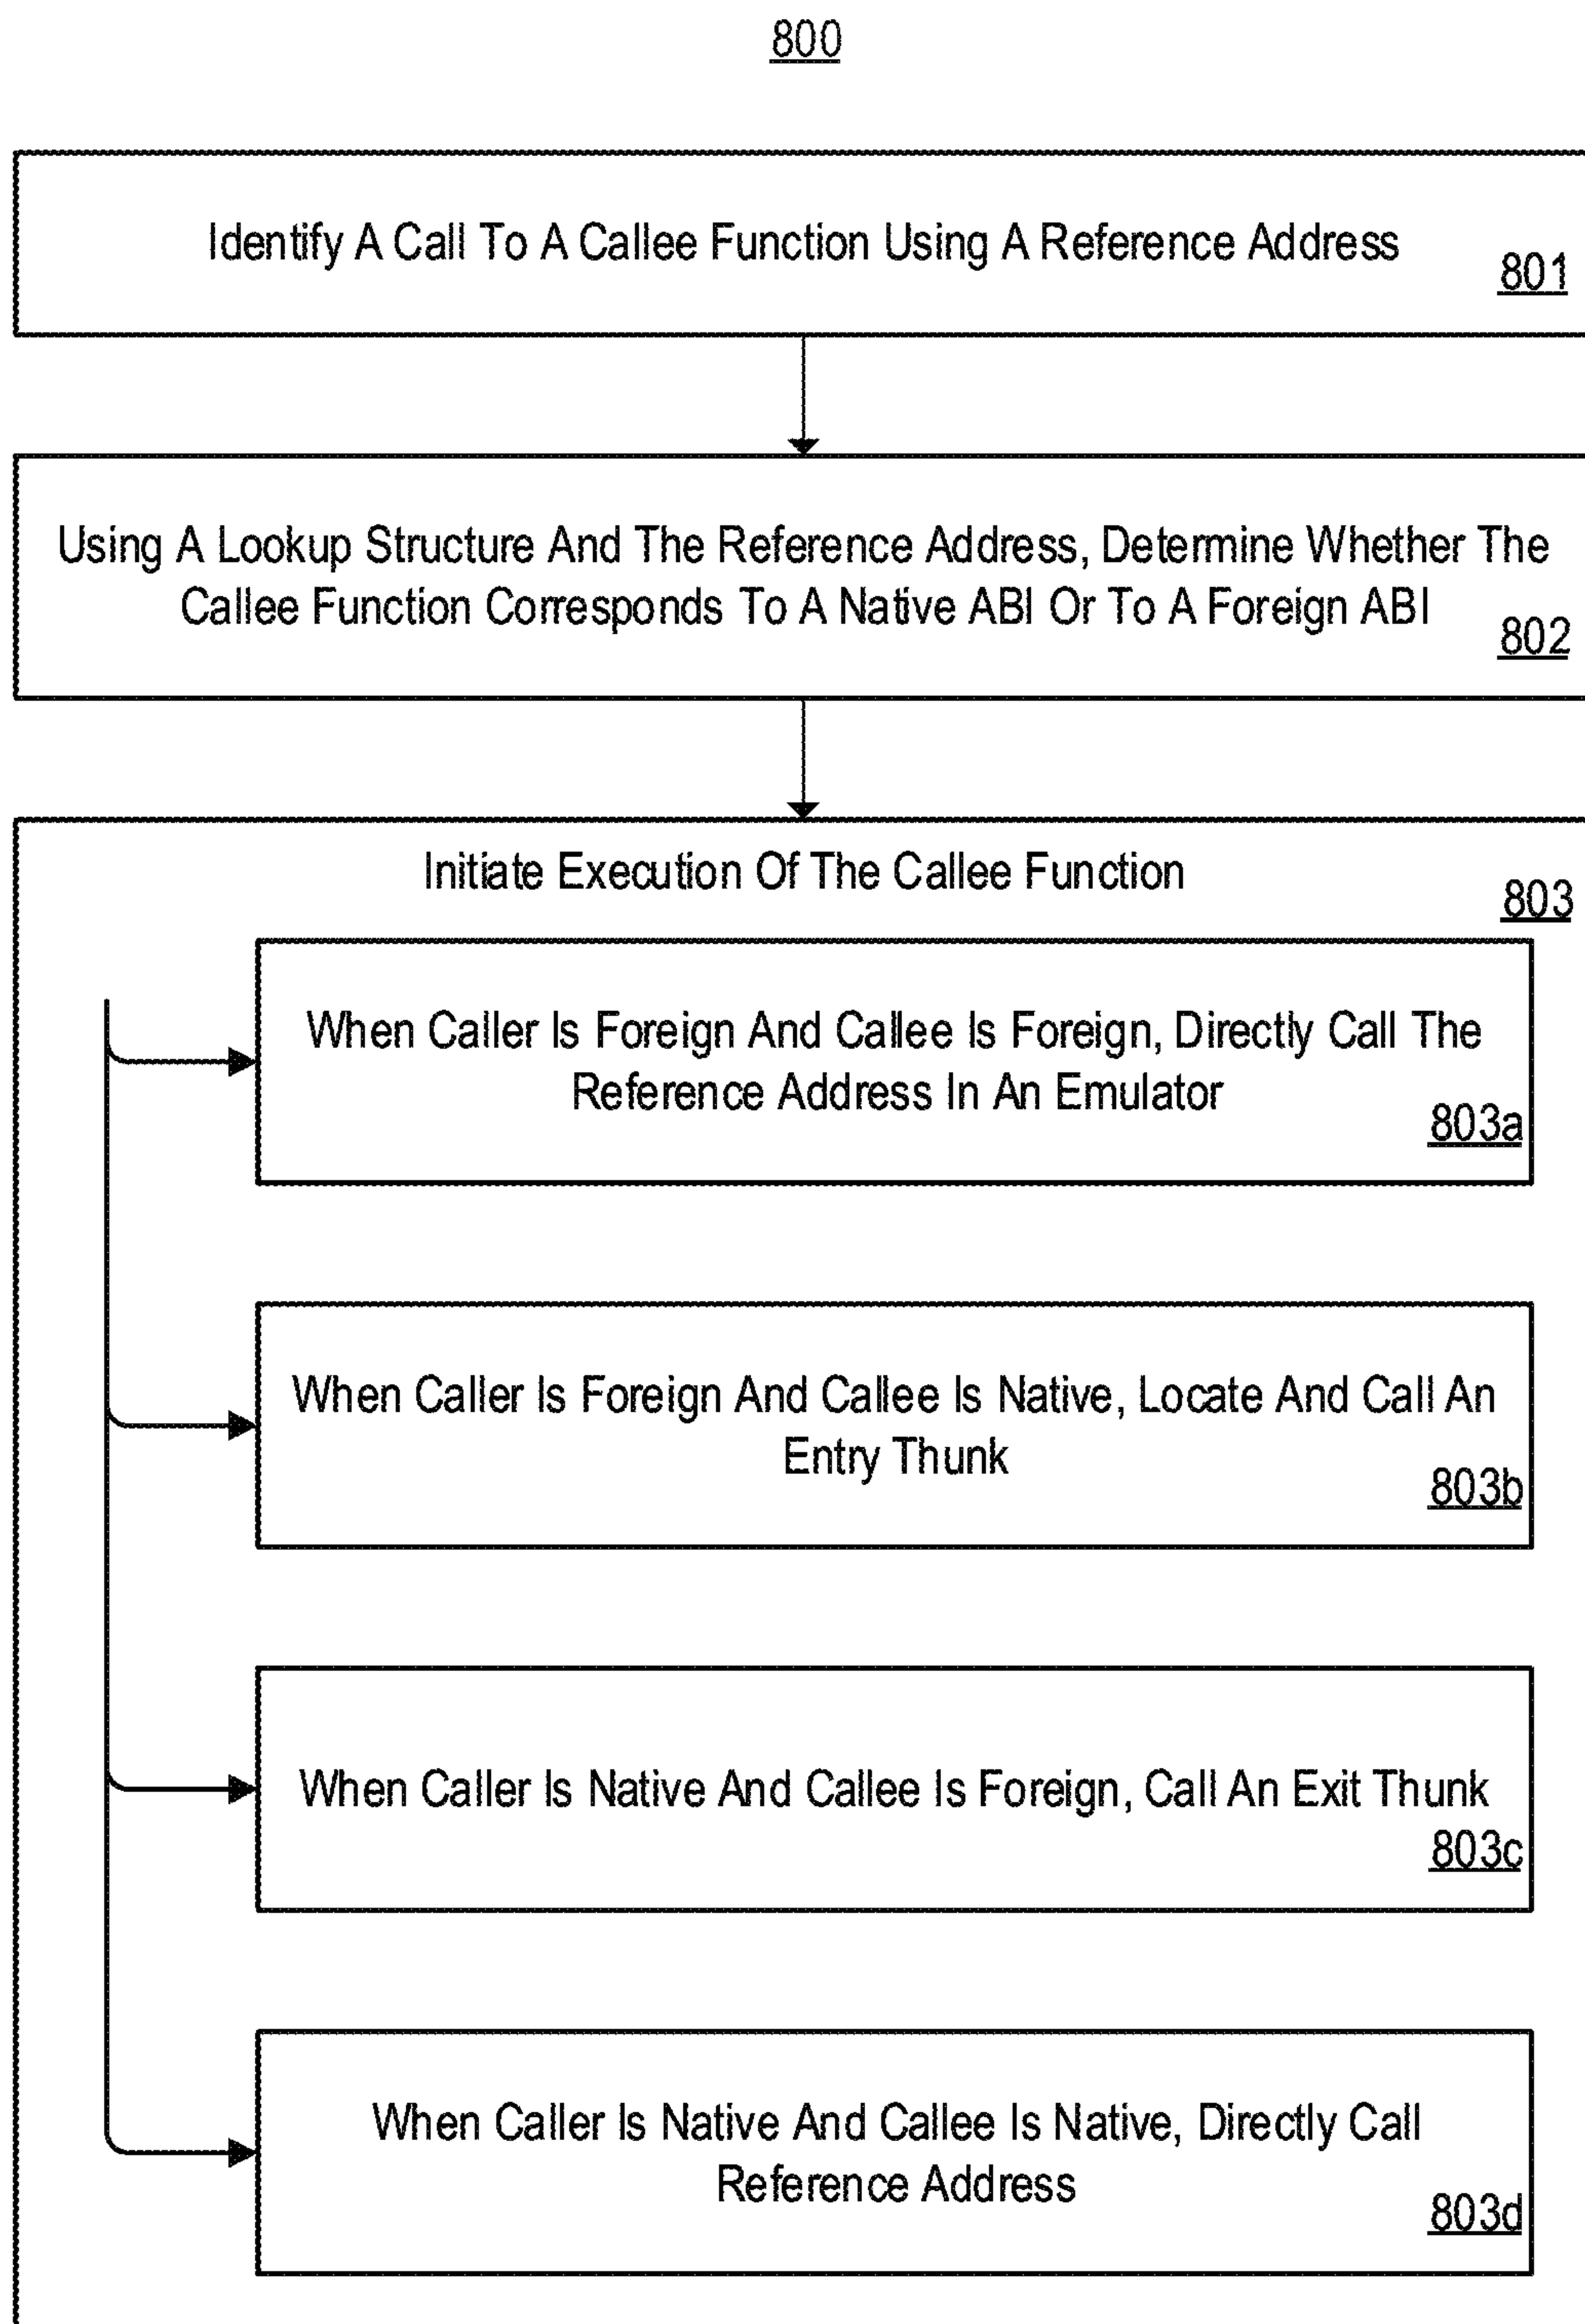 800
Identify A Call To A Callee Function Using A Reference Address
801
Using A Lookup Structure And The Reference Address, Determine Whether The
Callee Function Corresponds To A Native ABI Or To A Foreign ABI
802
Initiate Execution Of The Callee Function
803
When Caller Is Foreign And Callee Is Foreign, Directly Call The
Reference Address In An Emulator
803a
When Caller Is Foreign And Callee Is Native, Locate And Call An
Entry Thunk
803b
When Caller Is Native And Callee Is Foreign, Call An Exit Thunk
803c
When Caller Is Native And Callee Is Native, Directly Call
Reference Address
803d